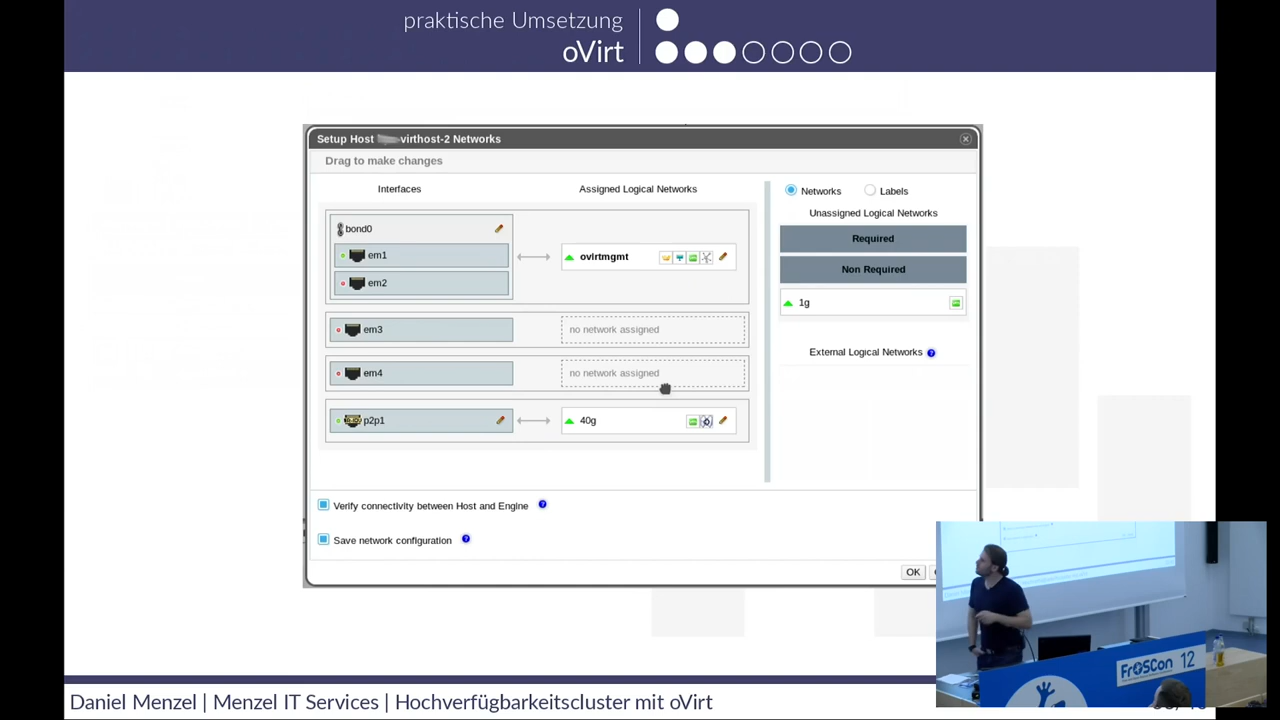 praktische Umsetzung
oVirt
Setup Host virthost-2 Networks
Drag to make changes
Interfaces
Assigned Logical Networks
Networks
Labels
Unassigned Logical Networks
Required
Non Required
1g
External Logical Networks
bond0
em1
em2
ovirtmgmt
em3
no network assigned
em4
no network assigned
p2p1
40g
Verify connectivity between Host and Engine
Save network configuration
OK
FrOSCon 12
Daniel Menzel | Menzel IT Services | Hochverfügbarkeitscluster mit oVirt